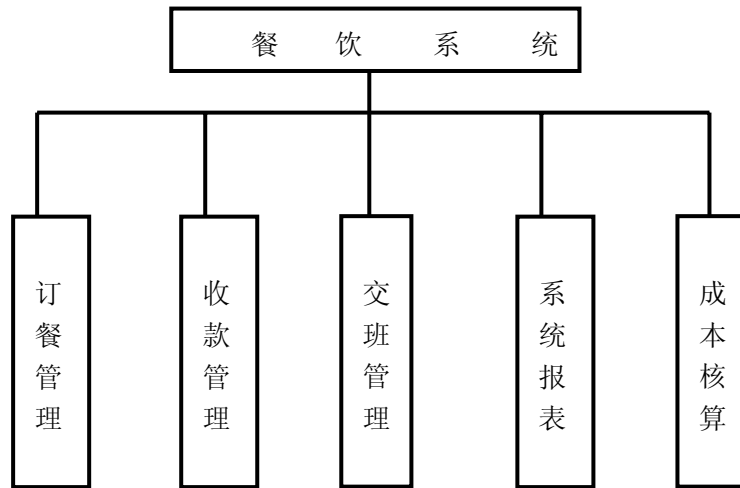 餐饮系统
订餐管理
收款管理
交班管理
系统报表
成本核算